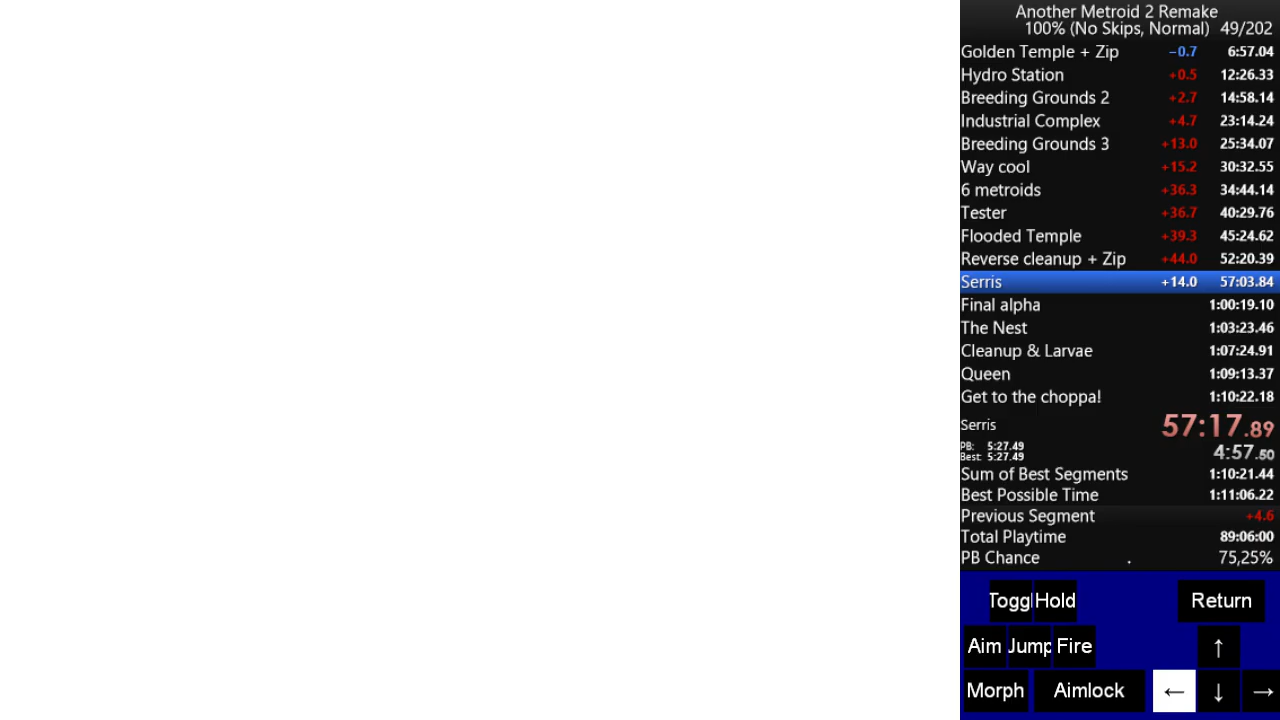 Another Metroid 2 Remake
100% (No Skips, Normal) 49/202
Golden Temple + Zip −0.7 6:57.04
Hydro Station +0.5 12:26.33
Breeding Grounds 2 +2.7 14:58.14
Industrial Complex +4.7 23:14.24
Breeding Grounds 3 +13.0 25:34.07
Way cool +15.2 30:32.55
6 metroids +36.3 34:44.14
Tester +36.7 40:29.76
Flooded Temple +39.3 45:24.62
Reverse cleanup + Zip +44.0 52:20.39
Serris +14.0 57:03.84
Final alpha 1:00:19.10
The Nest 1:03:23.46
Cleanup & Larvae 1:07:24.91
Queen 1:09:13.37
Get to the choppa! 1:10:22.18
Serris 57:17.89
PB: 5:27.49 4:57.50
Best: 5:27.49
Sum of Best Segments 1:10:21.44
Best Possible Time 1:11:06.22
Previous Segment +4.6
Total Playtime 89:06:00
PB Chance 75,25%
Togg Hold Return
Aim Jump Fire ↑
Morph Aimlock ← ↓ →